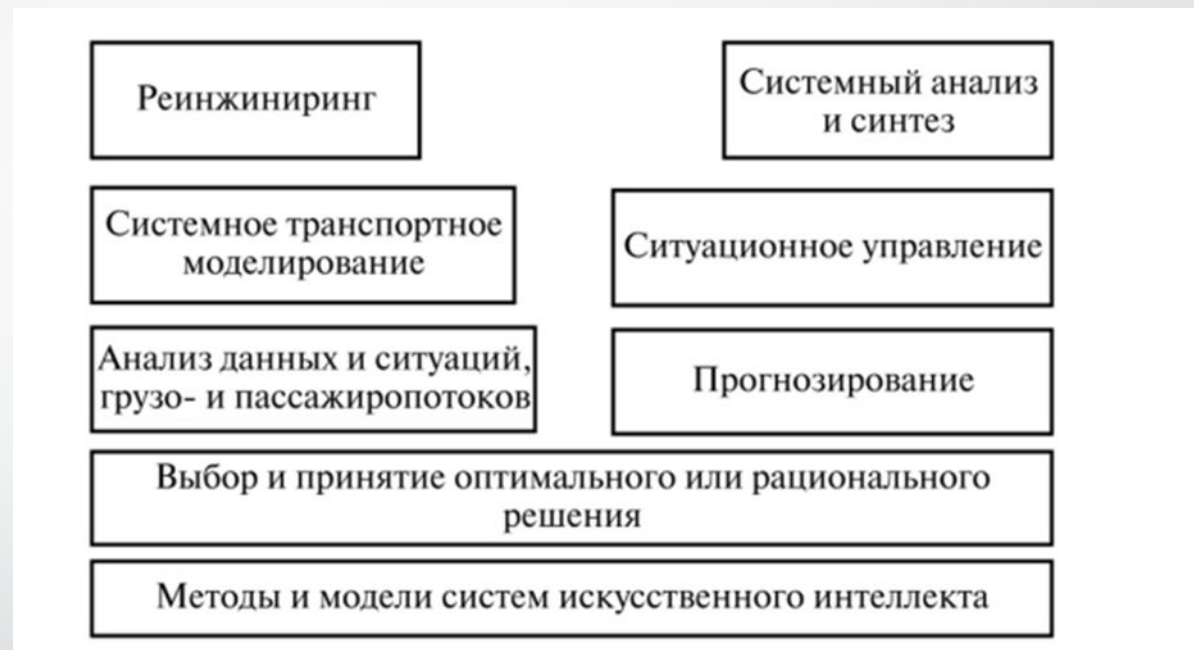 Реинжиниринг
Системный анализ
и синтез
Системное транспортное
моделирование
Ситуационное управление
Анализ данных и ситуаций,
грузо- и пассажиропотоков
Прогнозирование
Выбор и принятие оптимального или рационального
решения
Методы и модели систем искусственного интеллекта